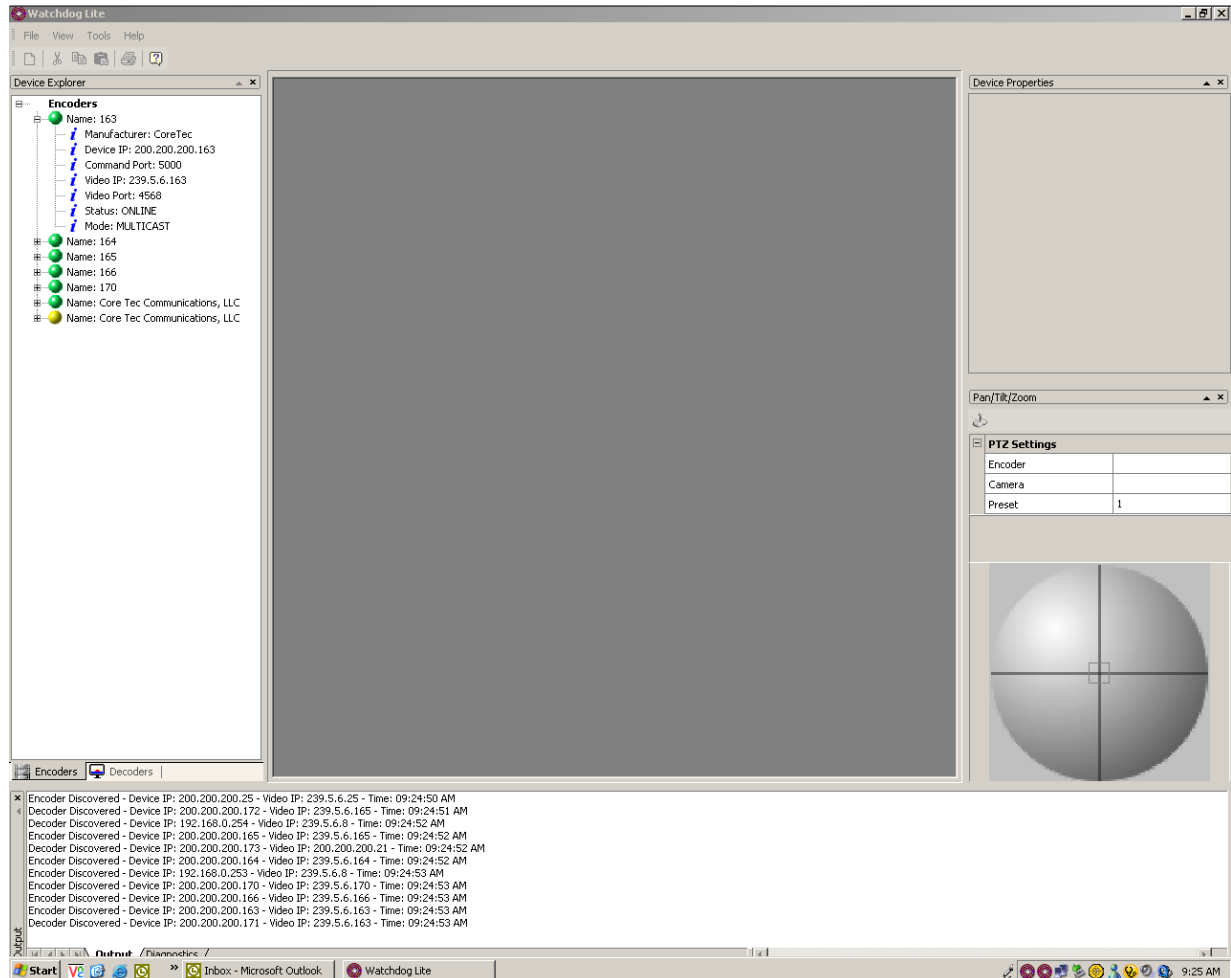 Watchdog Lite
File View Tools Help
Device Explorer
Encoders
Name: 163
i Manufacturer: CoreTec
i Device IP: 200.200.200.163
i Command Port: 5000
i Video IP: 239.5.6.163
i Video Port: 4568
i Status: ONLINE
i Mode: MULTICAST
Name: 164
Name: 165
Name: 166
Name: 170
Name: Core Tec Communications, LLC
Name: Core Tec Communications, LLC
Encoders Decoders
Device Properties
Pan/Tilt/Zoom
PTZ Settings
Encoder
Camera
Preset 1
Encoder Discovered - Device IP: 200.200.200.25 - Video IP: 239.5.6.25 - Time: 09:24:50 AM
Decoder Discovered - Device IP: 200.200.200.172 - Video IP: 239.5.6.165 - Time: 09:24:51 AM
Decoder Discovered - Device IP: 192.168.0.254 - Video IP: 239.5.6.8 - Time: 09:24:52 AM
Encoder Discovered - Device IP: 200.200.200.165 - Video IP: 239.5.6.165 - Time: 09:24:52 AM
Decoder Discovered - Device IP: 200.200.200.173 - Video IP: 200.200.200.21 - Time: 09:24:52 AM
Encoder Discovered - Device IP: 200.200.200.164 - Video IP: 239.5.6.164 - Time: 09:24:52 AM
Encoder Discovered - Device IP: 192.168.0.253 - Video IP: 239.5.6.8 - Time: 09:24:53 AM
Encoder Discovered - Device IP: 200.200.200.170 - Video IP: 239.5.6.170 - Time: 09:24:53 AM
Encoder Discovered - Device IP: 200.200.200.166 - Video IP: 239.5.6.166 - Time: 09:24:53 AM
Encoder Discovered - Device IP: 200.200.200.163 - Video IP: 239.5.6.163 - Time: 09:24:53 AM
Decoder Discovered - Device IP: 200.200.200.171 - Video IP: 239.5.6.163 - Time: 09:24:53 AM
Output
Output Diagnostics
Start Inbox - Microsoft Outlook Watchdog Lite 9:25 AM